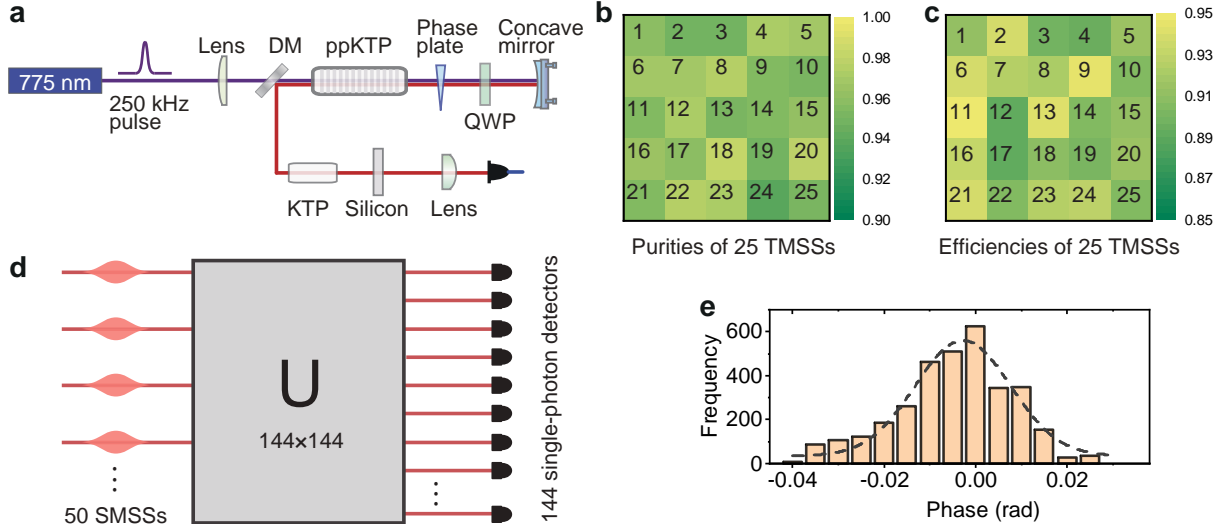 a
Lens
DM
ppKTP
Phase
plate
Concave
mirror
775 nm
250 kHz
pulse
QWP
KTP
Silicon
Lens
b
1 2 3 4 5
6 7 8 9 10
11 12 13 14 15
16 17 18 19 20
21 22 23 24 25
1.00
0.98
0.96
0.94
0.92
0.90
Purities of 25 TMSSs
c
1 2 3 4 5
6 7 8 9 10
11 12 13 14 15
16 17 18 19 20
21 22 23 24 25
0.95
0.93
0.91
0.89
0.87
0.85
Efficiencies of 25 TMSSs
d
U
144×144
50 SMSSs
144 single-photon detectors
e
Frequency
600
400
200
0
-0.04 -0.02 0.00 0.02
Phase (rad)